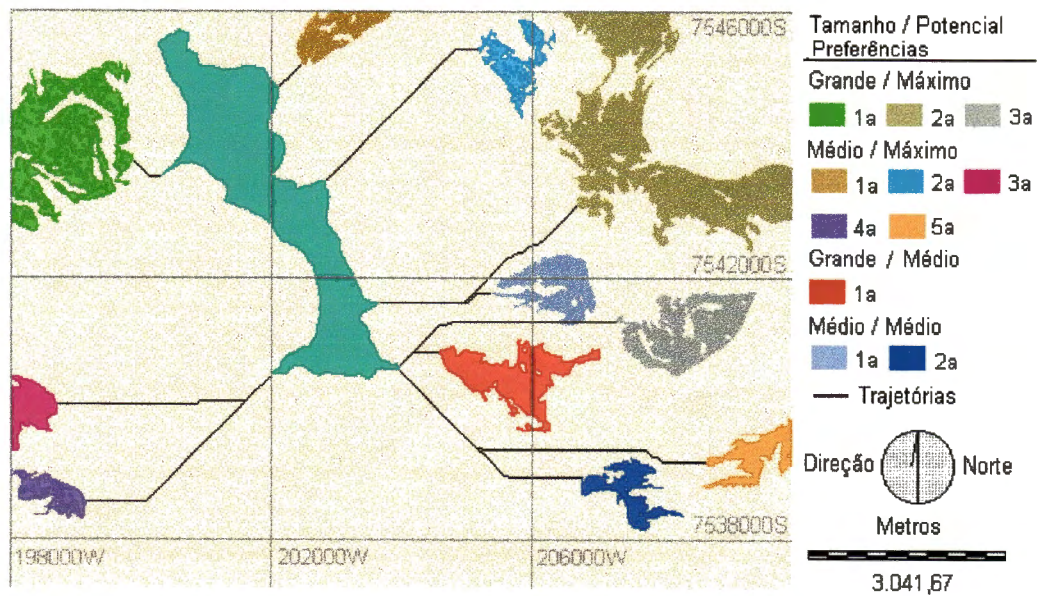 7546000S
7542000S
7538000S
198000W 202000W 206000W
Tamanho / Potencial
Preferências
Grande / Máximo
1a 2a 3a
Médio / Máximo
1a 2a 3a
4a 5a
Grande / Médio
1a
Médio / Médio
1a 2a
Trajetórias
Direção Norte
Metros
3.041,67